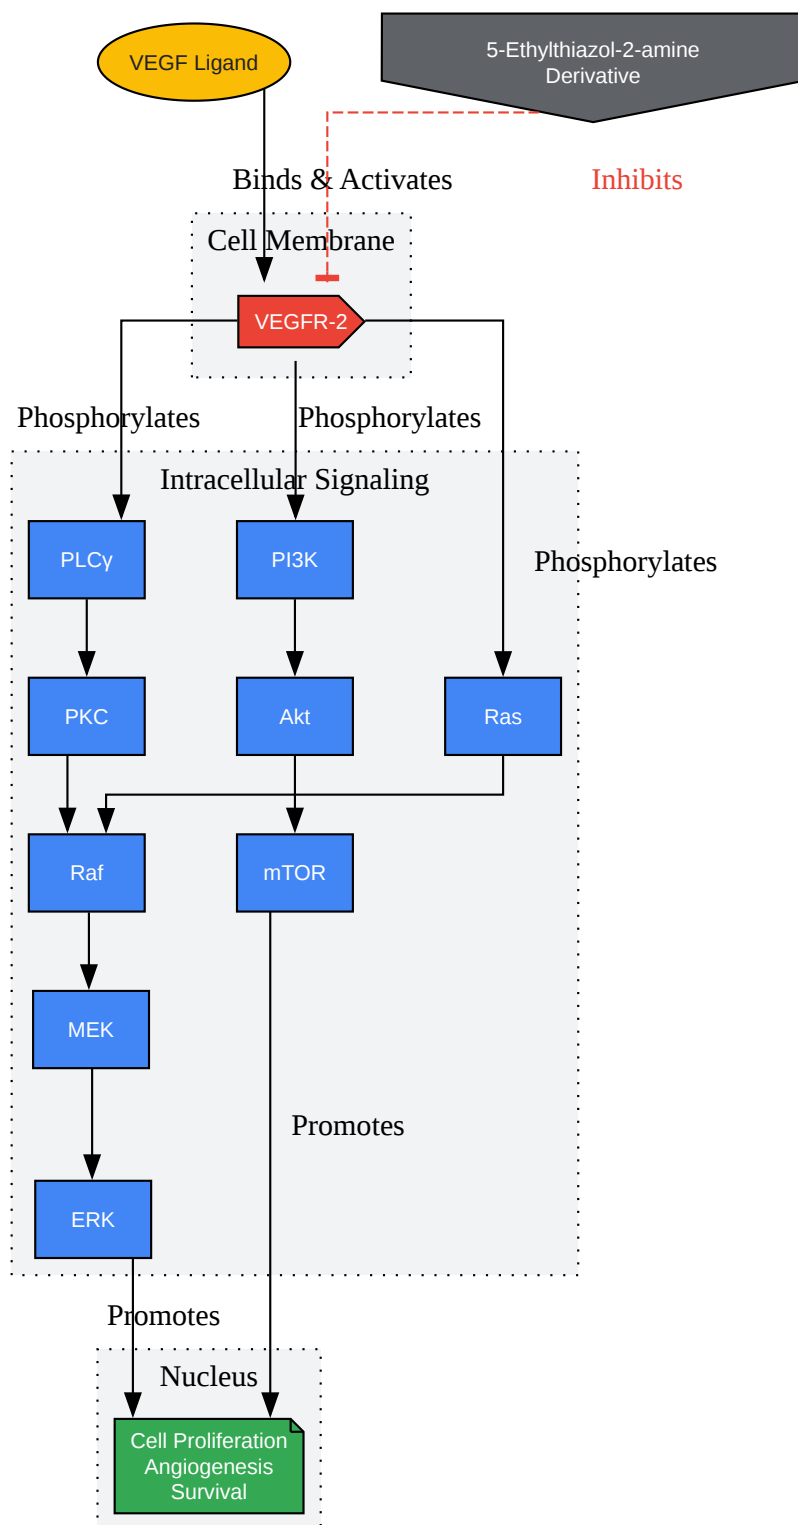 VEGF Ligand
5-Ethylthiazol-2-amine
Derivative
Binds & Activates
Inhibits
Cell Membrane
VEGFR-2
Phosphorylates
Phosphorylates
Intracellular Signaling
PLCγ
PI3K
Phosphorylates
PKC
Akt
Ras
Raf
mTOR
MEK
Promotes
ERK
Promotes
Nucleus
Cell Proliferation
Angiogenesis
Survival